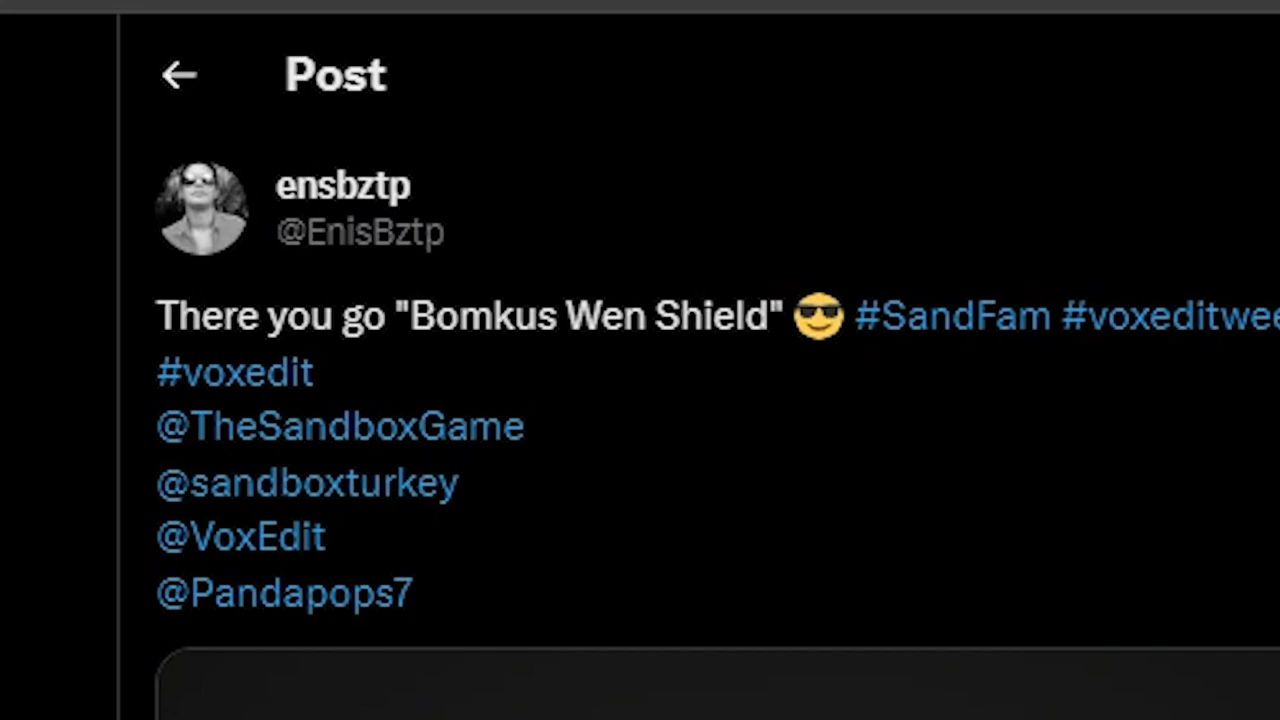 Post
ensbztp
@EnisBztp
There you go "Bomkus Wen Shield" 😎 #SandFam #voxeditwee
#voxedit
@TheSandboxGame
@sandboxturkey
@VoxEdit
@Pandapops7